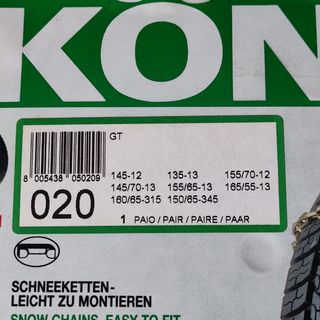 KON
GT
145-12 135-13 155/70-12
145/70-13 155/65-13 165/55-13
160/65-315 150/65-345
8 005438 050209
020
1 PAIO / PAIR / PAIRE / PAAR
SCHNEEKETTEN-
LEICHT ZU MONTIEREN
SNOW CHAINS, EASY TO FIT